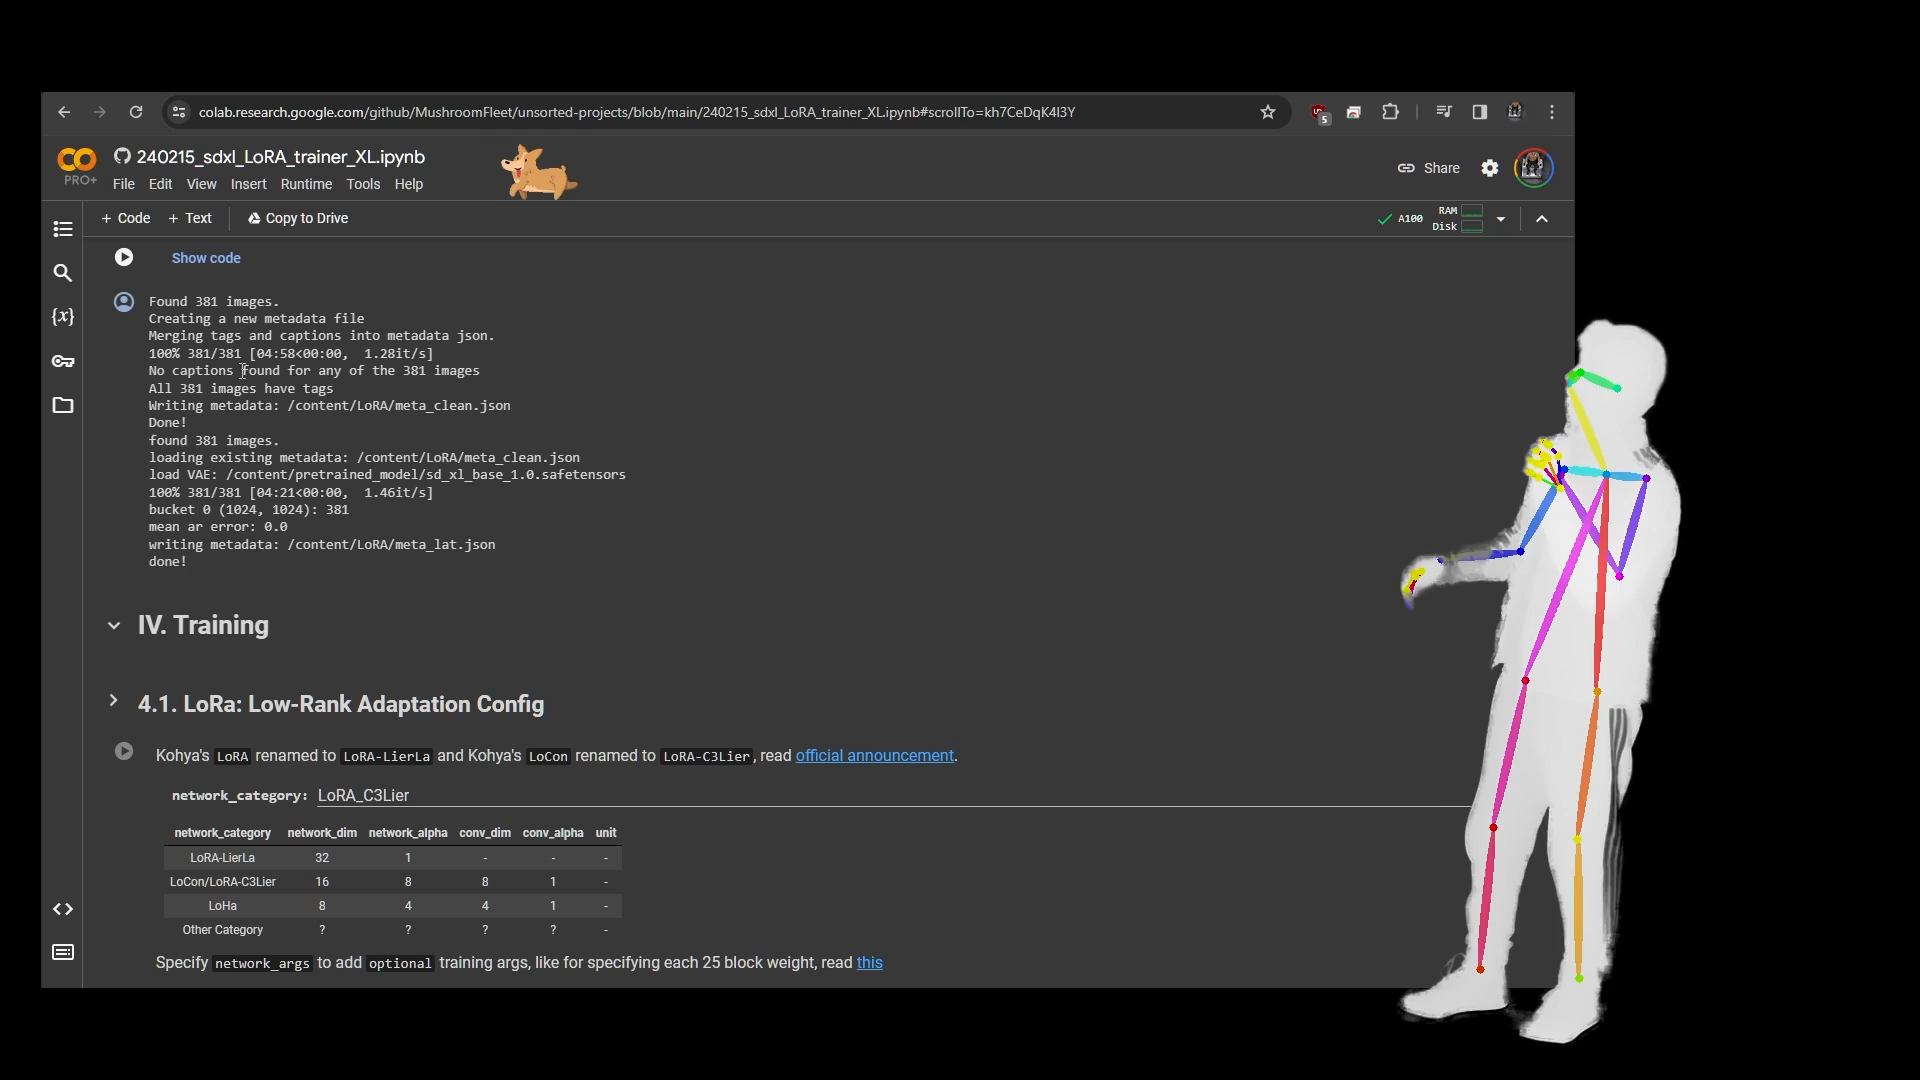 colab.research.google.com/github/MushroomFleet/unsorted-projects/blob/main/240215_sdxl_LoRA_trainer_XL.ipynb#scrollTo=kh7CeDqK4I3Y
5
CO
PRO+
240215_sdxl_LoRA_trainer_XL.ipynb
File Edit View Insert Runtime Tools Help
Share
+ Code + Text Copy to Drive
A100 RAM
Disk
Show code
{x}
Found 381 images.
Creating a new metadata file
Merging tags and captions into metadata json.
100% 381/381 [04:58<00:00, 1.28it/s]
No captions found for any of the 381 images
All 381 images have tags
Writing metadata: /content/LoRA/meta_clean.json
Done!
found 381 images.
loading existing metadata: /content/LoRA/meta_clean.json
load VAE: /content/pretrained_model/sd_xl_base_1.0.safetensors
100% 381/381 [04:21<00:00, 1.46it/s]
bucket 0 (1024, 1024): 381
mean ar error: 0.0
writing metadata: /content/LoRA/meta_lat.json
done!
IV. Training
4.1. LoRa: Low-Rank Adaptation Config
Kohya's LoRA renamed to LoRA-LierLa and Kohya's LoCon renamed to LoRA-C3Lier, read official announcement.
network_category: LoRA_C3Lier
network_category network_dim network_alpha conv_dim conv_alpha unit
LoRA-LierLa 32 1 - - -
LoCon/LoRA-C3Lier 16 8 8 1 -
LoHa 8 4 4 1 -
Other Category ? ? ? ? -
Specify network_args to add optional training args, like for specifying each 25 block weight, read this